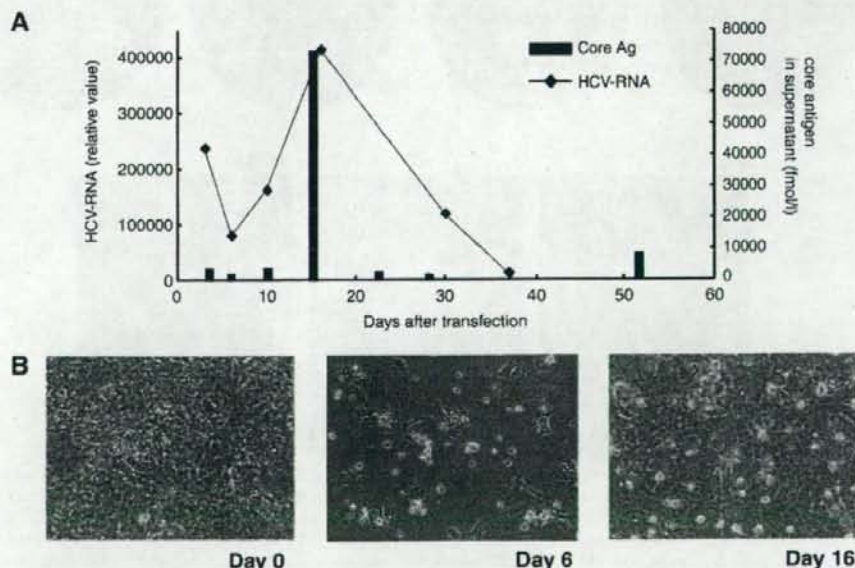 A
HCV-RNA (relative value)
400000
300000
200000
100000
0
Core Ag
HCV-RNA
80000
70000
60000
50000
40000
30000
20000
10000
0
core antigen
in supernatant (fmol/l)
0 10 20 30 40 50 60
Days after transfection
B
Day 0 Day 6 Day 16